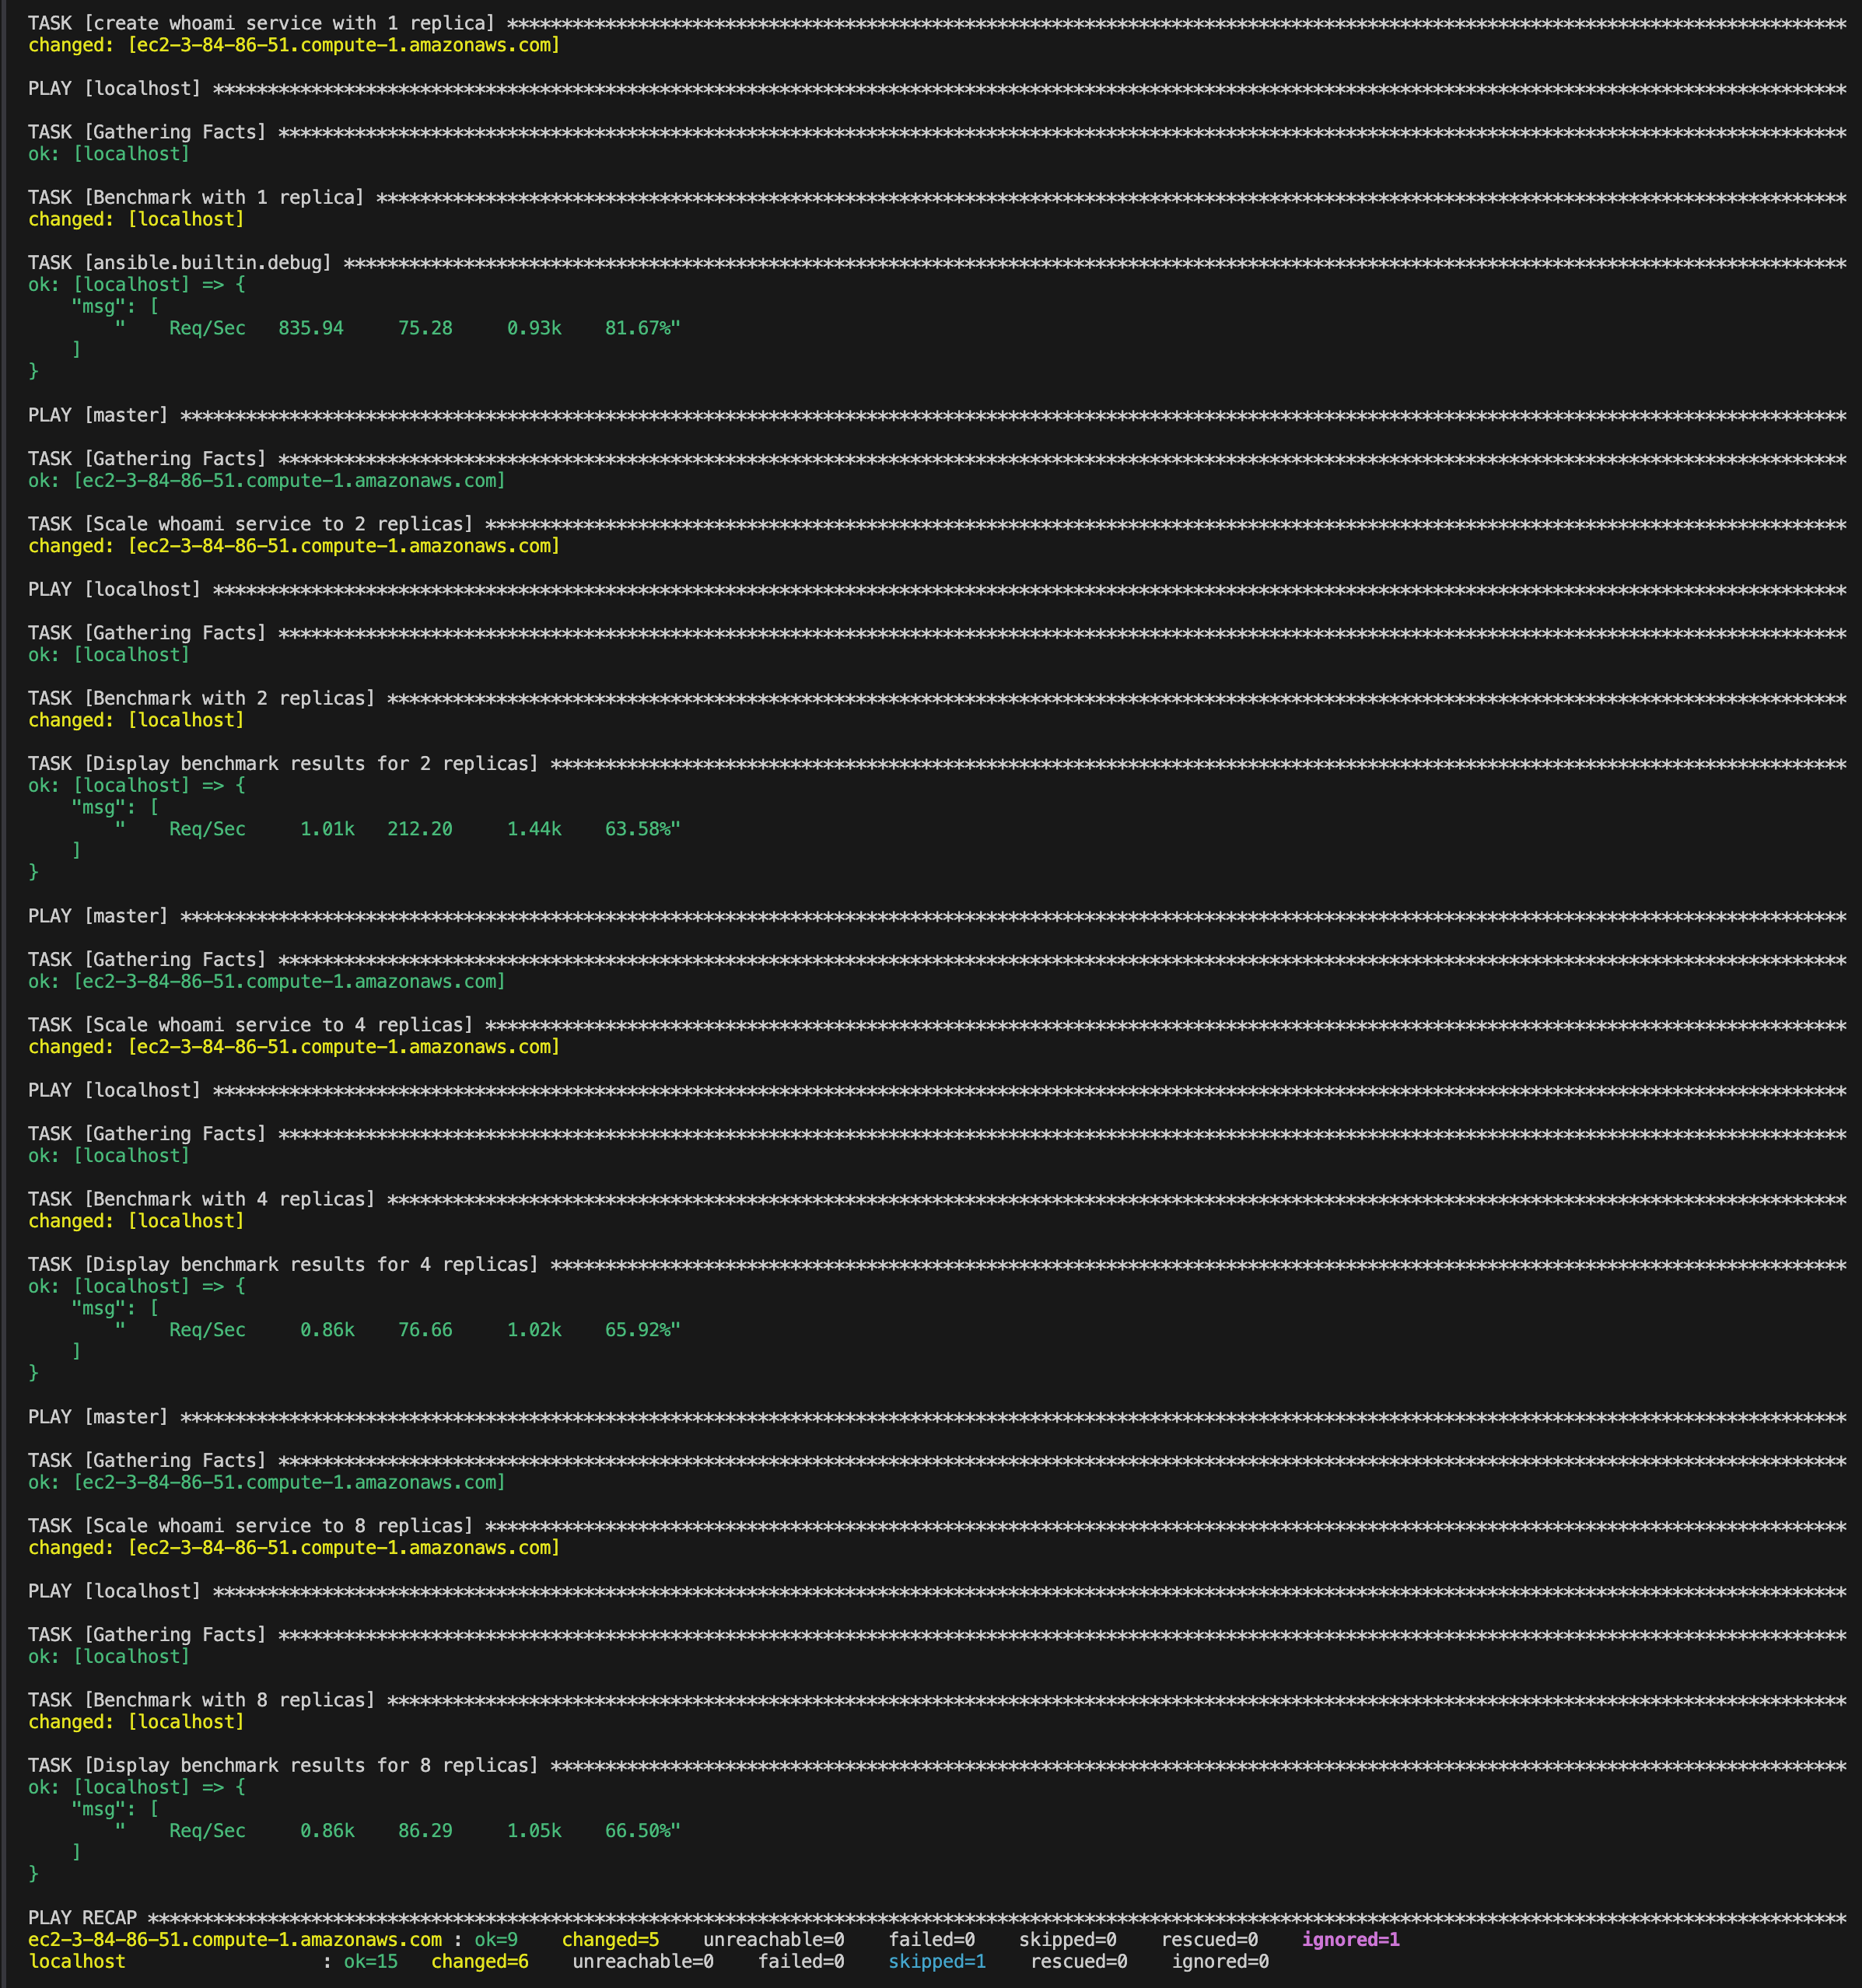 TASK [create whoami service with 1 replica] ***************************************************************************************************************************
changed: [ec2-3-84-86-51.compute-1.amazonaws.com]
PLAY [localhost] ******************************************************************************************************************************************************
TASK [Gathering Facts] ************************************************************************************************************************************************
ok: [localhost]
TASK [Benchmark with 1 replica] ***************************************************************************************************************************************
changed: [localhost]
TASK [ansible.builtin.debug] ******************************************************************************************************************************************
ok: [localhost] => {
    "msg": [
        "    Req/Sec   835.94     75.28     0.93k    81.67%"
    ]
}
PLAY [master] *********************************************************************************************************************************************************
TASK [Gathering Facts] ************************************************************************************************************************************************
ok: [ec2-3-84-86-51.compute-1.amazonaws.com]
TASK [Scale whoami service to 2 replicas] *****************************************************************************************************************************
changed: [ec2-3-84-86-51.compute-1.amazonaws.com]
PLAY [localhost] ******************************************************************************************************************************************************
TASK [Gathering Facts] ************************************************************************************************************************************************
ok: [localhost]
TASK [Benchmark with 2 replicas] **************************************************************************************************************************************
changed: [localhost]
TASK [Display benchmark results for 2 replicas] ***********************************************************************************************************************
ok: [localhost] => {
    "msg": [
        "    Req/Sec     1.01k   212.20     1.44k    63.58%"
    ]
}
PLAY [master] *********************************************************************************************************************************************************
TASK [Gathering Facts] ************************************************************************************************************************************************
ok: [ec2-3-84-86-51.compute-1.amazonaws.com]
TASK [Scale whoami service to 4 replicas] *****************************************************************************************************************************
changed: [ec2-3-84-86-51.compute-1.amazonaws.com]
PLAY [localhost] ******************************************************************************************************************************************************
TASK [Gathering Facts] ************************************************************************************************************************************************
ok: [localhost]
TASK [Benchmark with 4 replicas] **************************************************************************************************************************************
changed: [localhost]
TASK [Display benchmark results for 4 replicas] ***********************************************************************************************************************
ok: [localhost] => {
    "msg": [
        "    Req/Sec     0.86k    76.66     1.02k    65.92%"
    ]
}
PLAY [master] *********************************************************************************************************************************************************
TASK [Gathering Facts] ************************************************************************************************************************************************
ok: [ec2-3-84-86-51.compute-1.amazonaws.com]
TASK [Scale whoami service to 8 replicas] *****************************************************************************************************************************
changed: [ec2-3-84-86-51.compute-1.amazonaws.com]
PLAY [localhost] ******************************************************************************************************************************************************
TASK [Gathering Facts] ************************************************************************************************************************************************
ok: [localhost]
TASK [Benchmark with 8 replicas] **************************************************************************************************************************************
changed: [localhost]
TASK [Display benchmark results for 8 replicas] ***********************************************************************************************************************
ok: [localhost] => {
    "msg": [
        "    Req/Sec     0.86k    86.29     1.05k    66.50%"
    ]
}
PLAY RECAP ************************************************************************************************************************************************************
ec2-3-84-86-51.compute-1.amazonaws.com : ok=9    changed=5    unreachable=0    failed=0    skipped=0    rescued=0    ignored=1
localhost                  : ok=15   changed=6    unreachable=0    failed=0    skipped=1    rescued=0    ignored=0